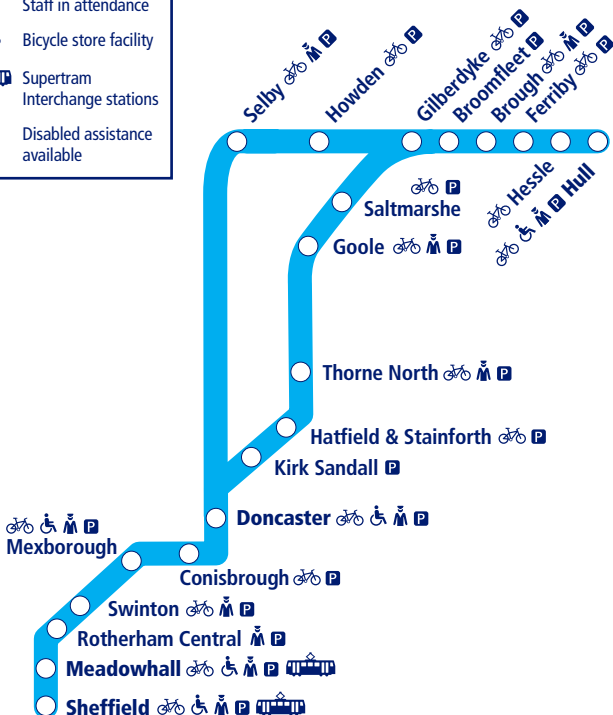 Staff in attendance
Bicycle store facility
Supertram
Interchange stations
Disabled assistance
available
Selby P
Howden P
Gilberdyke P
Broomfleet P
Brough P
Ferriby P
P
Saltmarshe
Hessle
P Hull
Goole P
Thorne North P
Hatfield & Stainforth P
Kirk Sandall P
Doncaster P
P
Mexborough
Conisbrough P
Swinton P
Rotherham Central P
Meadowhall P
Sheffield P